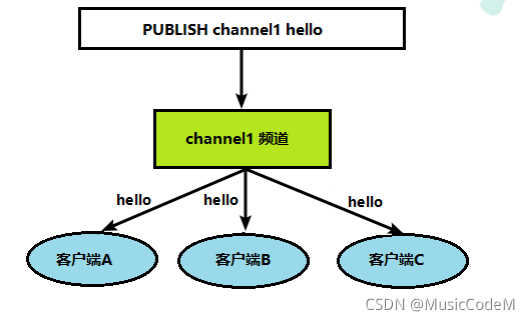 PUBLISH channel1 hello
channel1 频道
hello hello hello
客户端A 客户端B 客户端C
CSDN @MusicCodeM